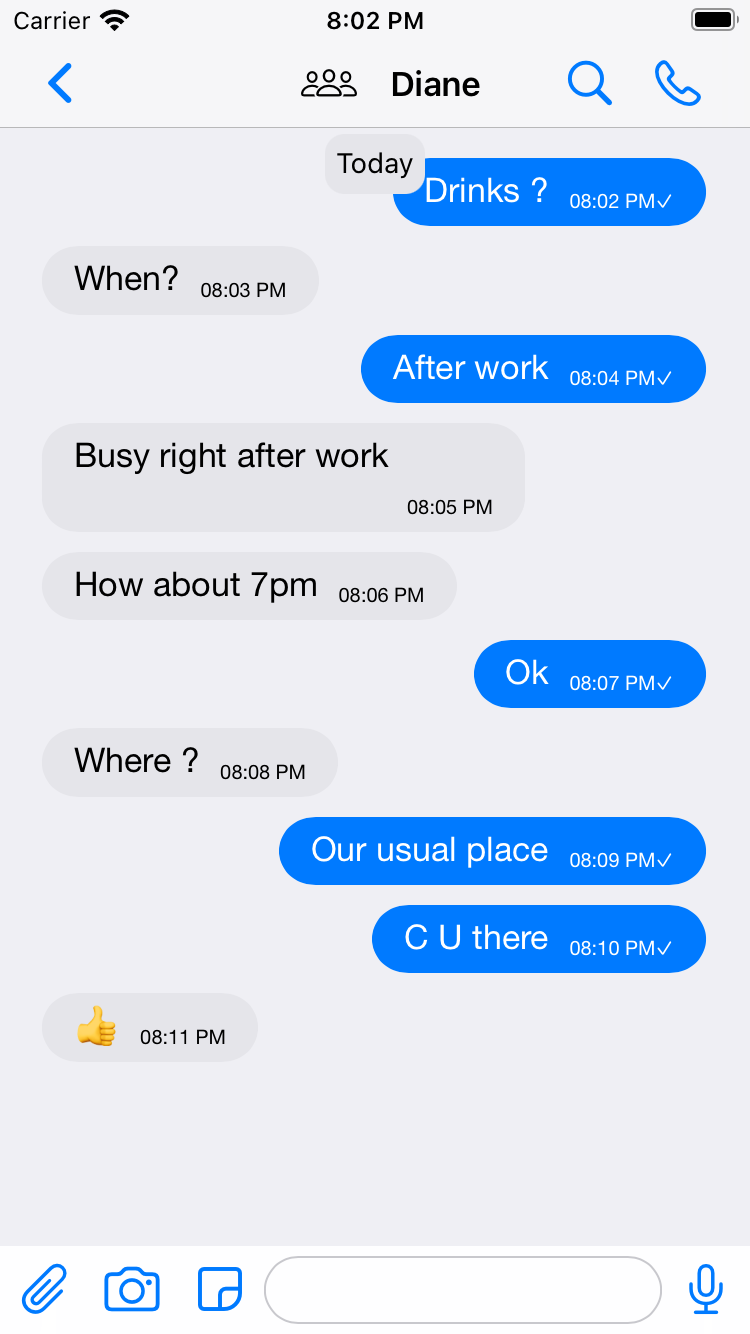 Carrier 8:02 PM
Diane
Today
Drinks ? 08:02 PM✓
When? 08:03 PM
After work 08:04 PM✓
Busy right after work
08:05 PM
How about 7pm 08:06 PM
Ok 08:07 PM✓
Where ? 08:08 PM
Our usual place 08:09 PM✓
C U there 08:10 PM✓
👍 08:11 PM